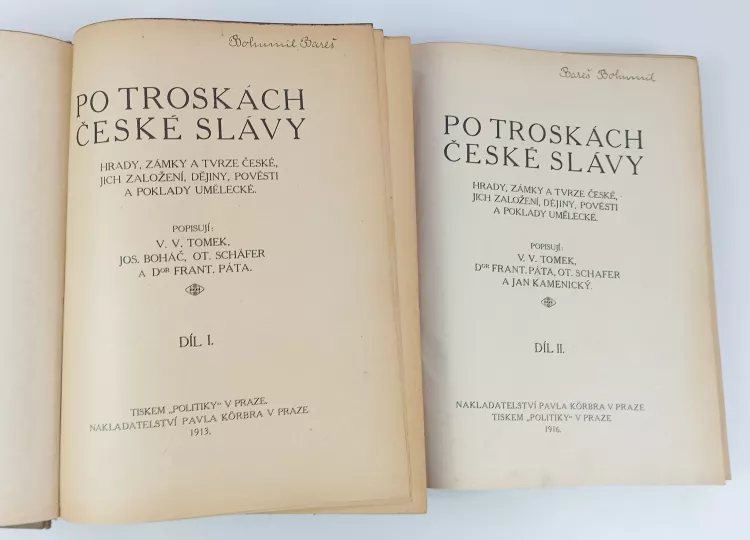 Bohumil Bareš
PO TROSKÁCH
ČESKÉ SLÁVY
HRADY, ZÁMKY A TVRZE ČESKÉ,
JICH ZALOŽENÍ, DĚJINY, POVĚSTI
A POKLADY UMĚLECKÉ.
POPISUJÍ:
V. V. TOMEK,
JOS. BOHÁČ, OT. SCHÄFER
A DOR FRANT. PÁTA.
DÍL I.
TISKEM „POLITIKY“ V PRAZE.
NAKLADATELSTVÍ PAVLA KÖRBRA V PRAZE
1913.
Bareš Bohumil
PO TROSKÁCH
ČESKÉ SLÁVY
HRADY, ZÁMKY A TVRZE ČESKÉ,
JICH ZALOŽENÍ, DĚJINY, POVĚSTI
A POKLADY UMĚLECKÉ.
POPISUJÍ:
V. V. TOMEK,
DOR FRANT. PÁTA, OT. SCHAFER
A JAN KAMENICKÝ.
DÍL II.
NAKLADATELSTVÍ PAVLA KÖRBRA V PRAZE
TISKEM „POLITIKY“ V PRAZE
1916.